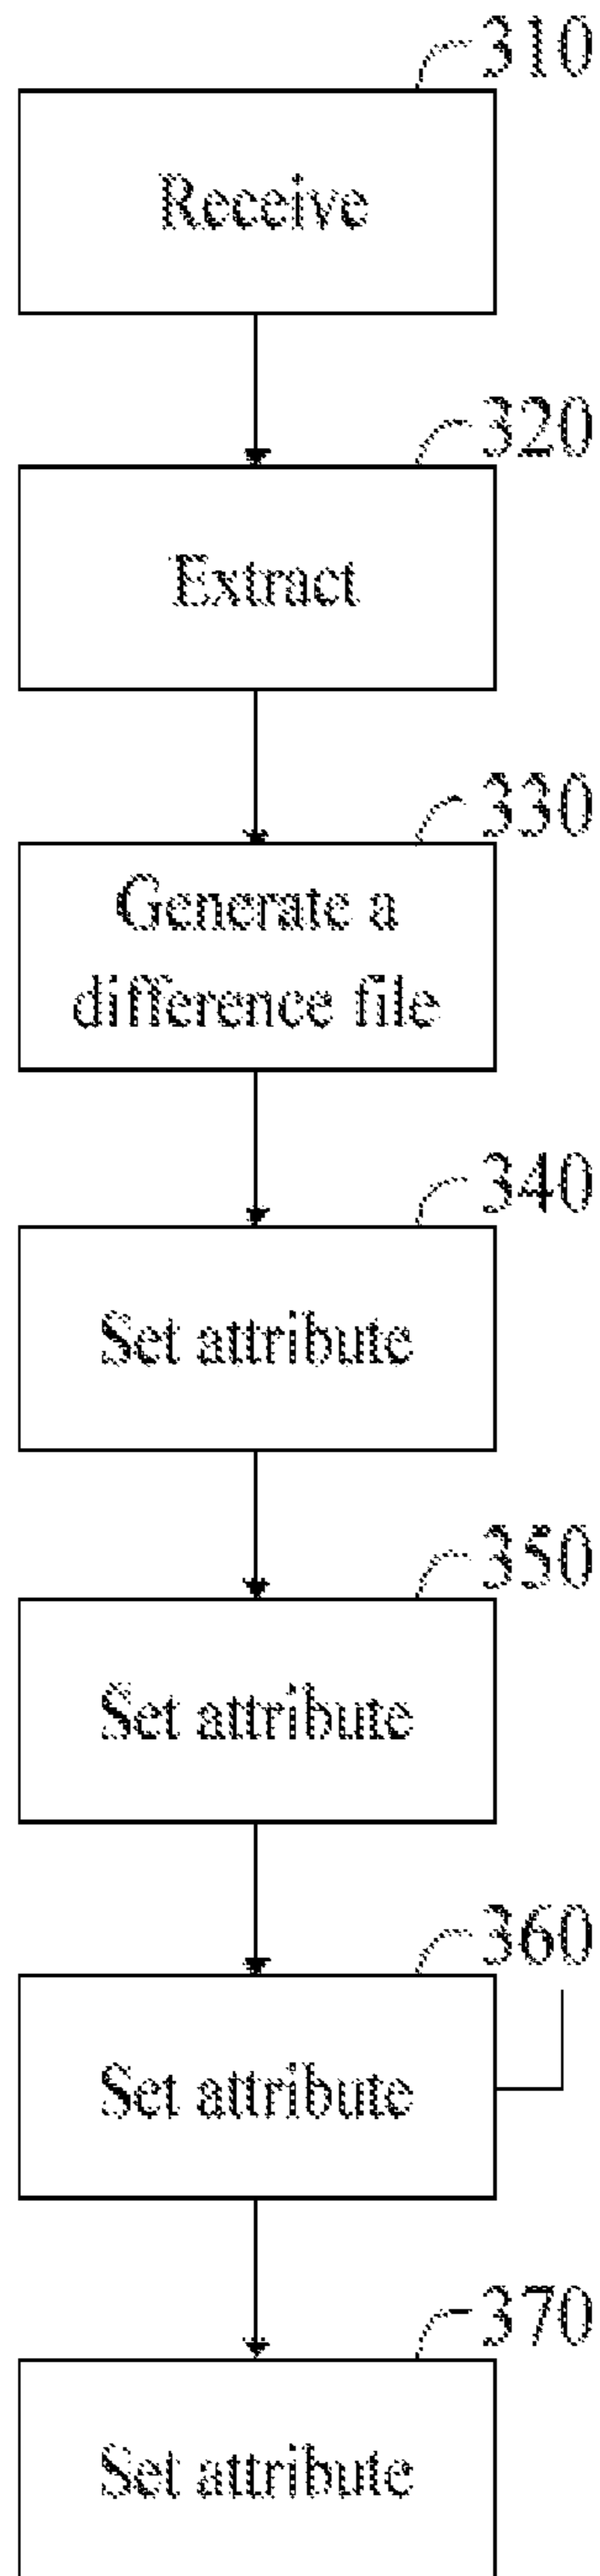 310
Receive
320
Extract
330
Generate a
difference file
340
Set attribute
350
Set attribute
360
Set attribute
370
Set attribute